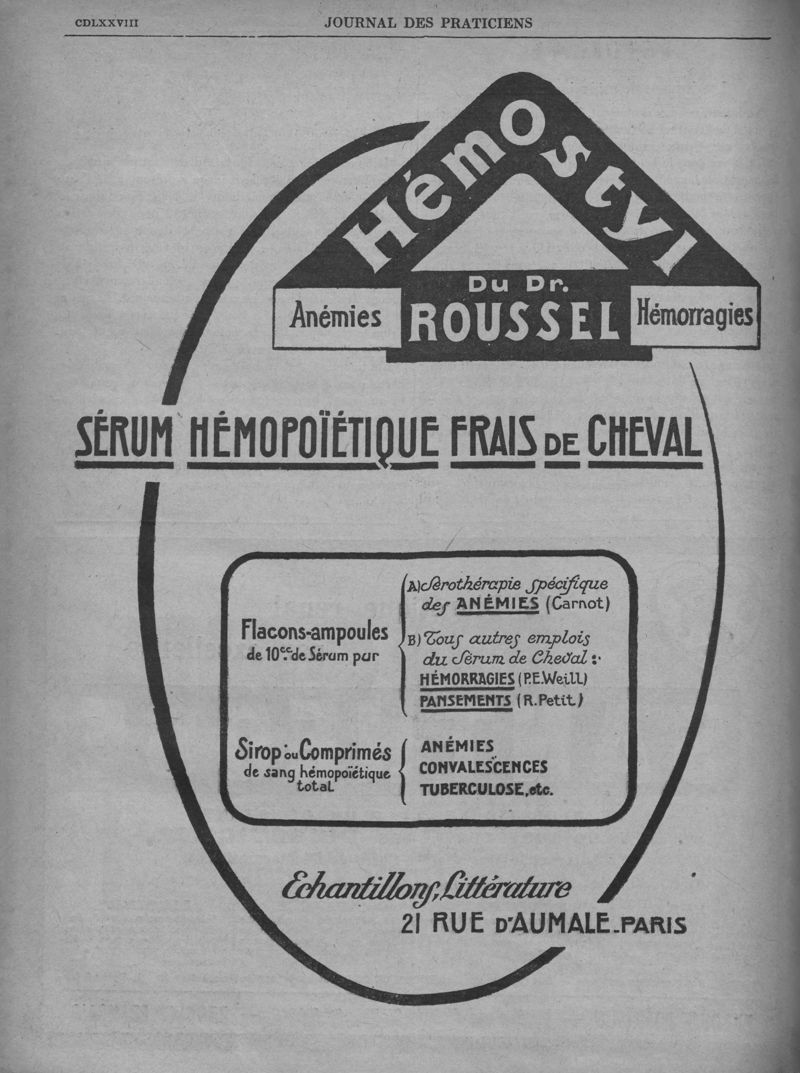 CDLXXVIII
JOURNAL DES PRATICIENS
HémOstyl
Du Dr.
Anémies
ROUSSEL
Hémorragies
SÉRUM HÉMOPOÏÉTIQUE FRAIS DE CHEVAL
Flacons-ampoules
de 10cc. de Sérum pur
A) Sérothérapie spécifique
des ANÉMIES (Carnot)
B) Tous autres emplois
du Sérum de Cheval :
HÉMORRAGIES (P.E.Weill)
PANSEMENTS (R.Petit)
Sirop ou Comprimés
de sang hémopoïétique
total
ANÉMIES
CONVALESCENCES
TUBERCULOSE, etc.
Echantillons, Littérature
21 RUE D'AUMALE_PARIS